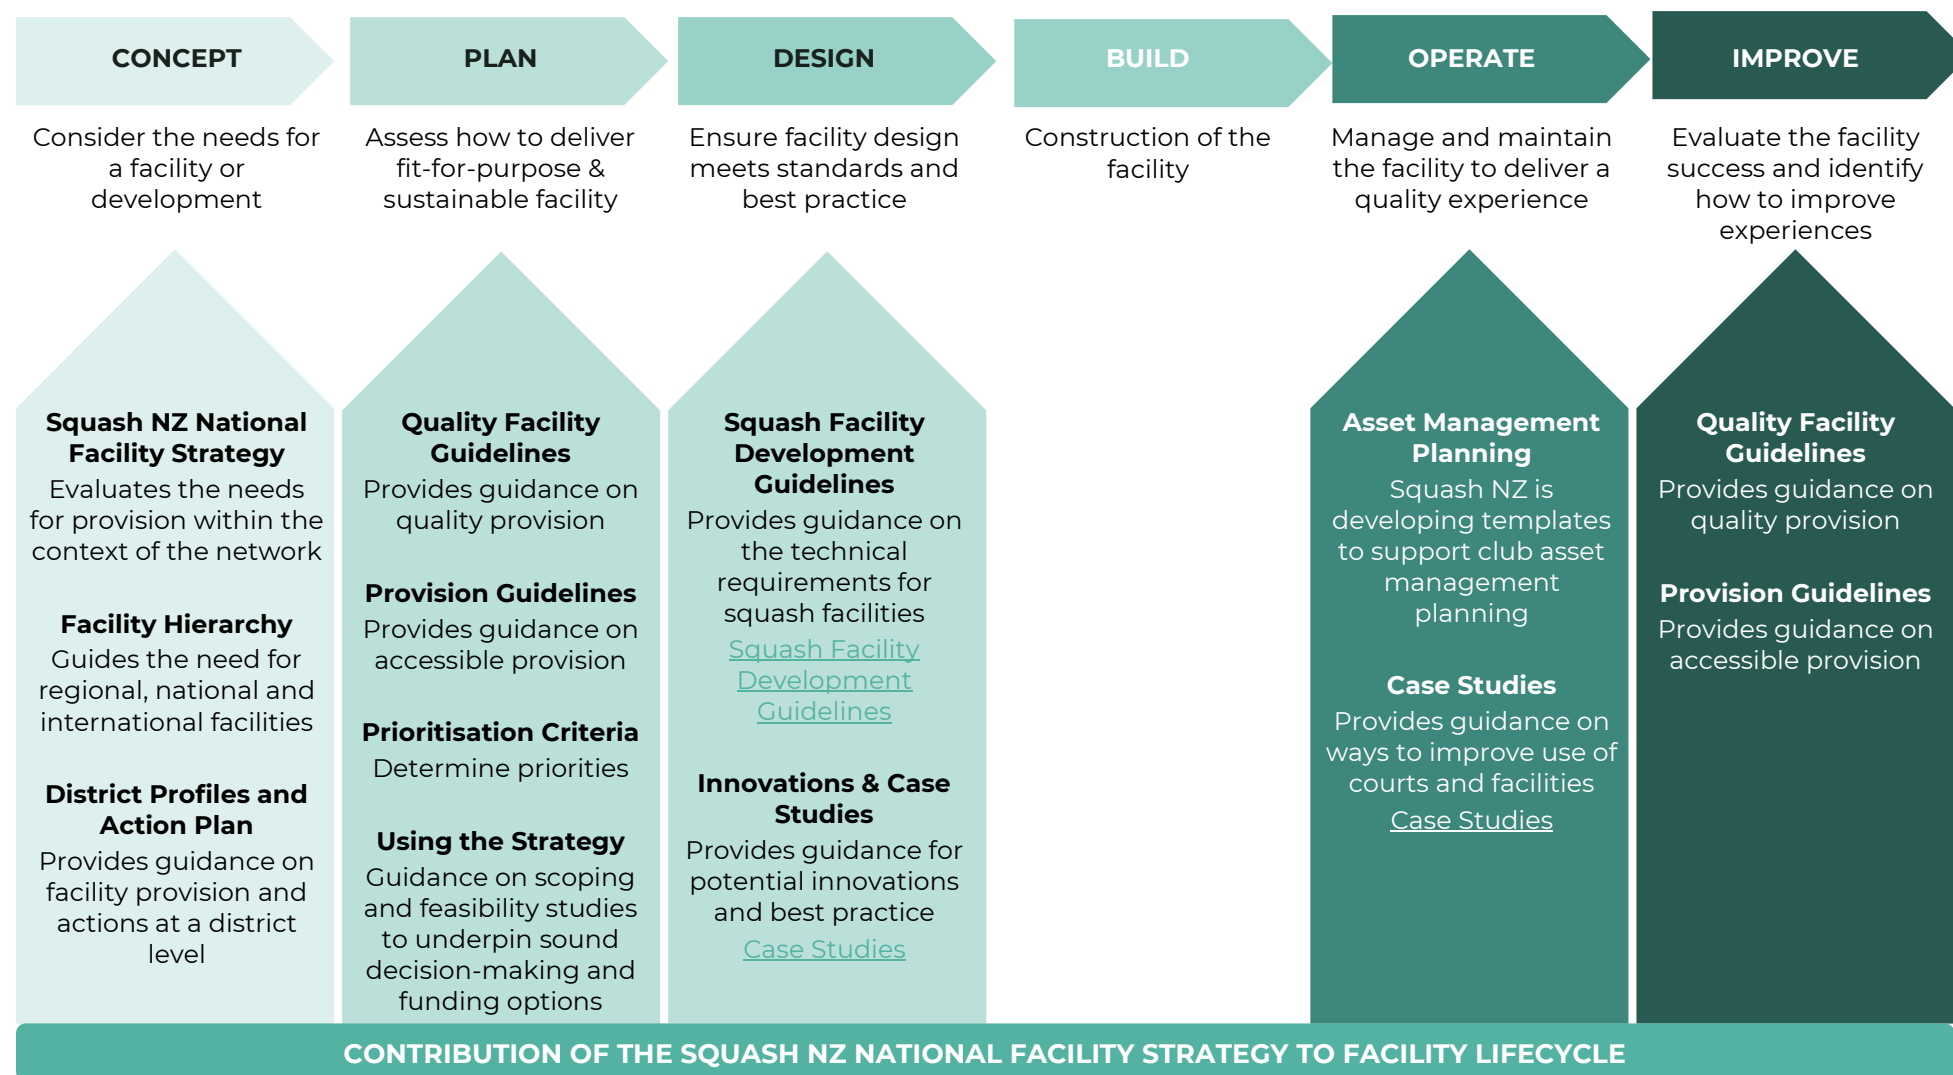 CONCEPT
PLAN
DESIGN
BUILD
OPERATE
IMPROVE
Consider the needs for
a facility or
development
Assess how to deliver
fit-for-purpose &
sustainable facility
Ensure facility design
meets standards and
best practice
Construction of the
facility
Manage and maintain
the facility to deliver a
quality experience
Evaluate the facility
success and identify
how to improve
experiences
Squash NZ National
Facility Strategy
Evaluates the needs
for provision within the
context of the network
Facility Hierarchy
Guides the need for
regional, national and
international facilities
District Profiles and
Action Plan
Provides guidance on
facility provision and
actions at a district
level
Quality Facility
Guidelines
Provides guidance on
quality provision
Provision Guidelines
Provides guidance on
accessible provision
Prioritisation Criteria
Determine priorities
Using the Strategy
Guidance on scoping
and feasibility studies
to underpin sound
decision-making and
funding options
Squash Facility
Development
Guidelines
Provides guidance on
the technical
requirements for
squash facilities
Squash Facility
Development
Guidelines
Innovations & Case
Studies
Provides guidance for
potential innovations
and best practice
Case Studies
Asset Management
Planning
Squash NZ is
developing templates
to support club asset
management
planning
Case Studies
Provides guidance on
ways to improve use of
courts and facilities
Case Studies
Quality Facility
Guidelines
Provides guidance on
quality provision
Provision Guidelines
Provides guidance on
accessible provision
CONTRIBUTION OF THE SQUASH NZ NATIONAL FACILITY STRATEGY TO FACILITY LIFECYCLE